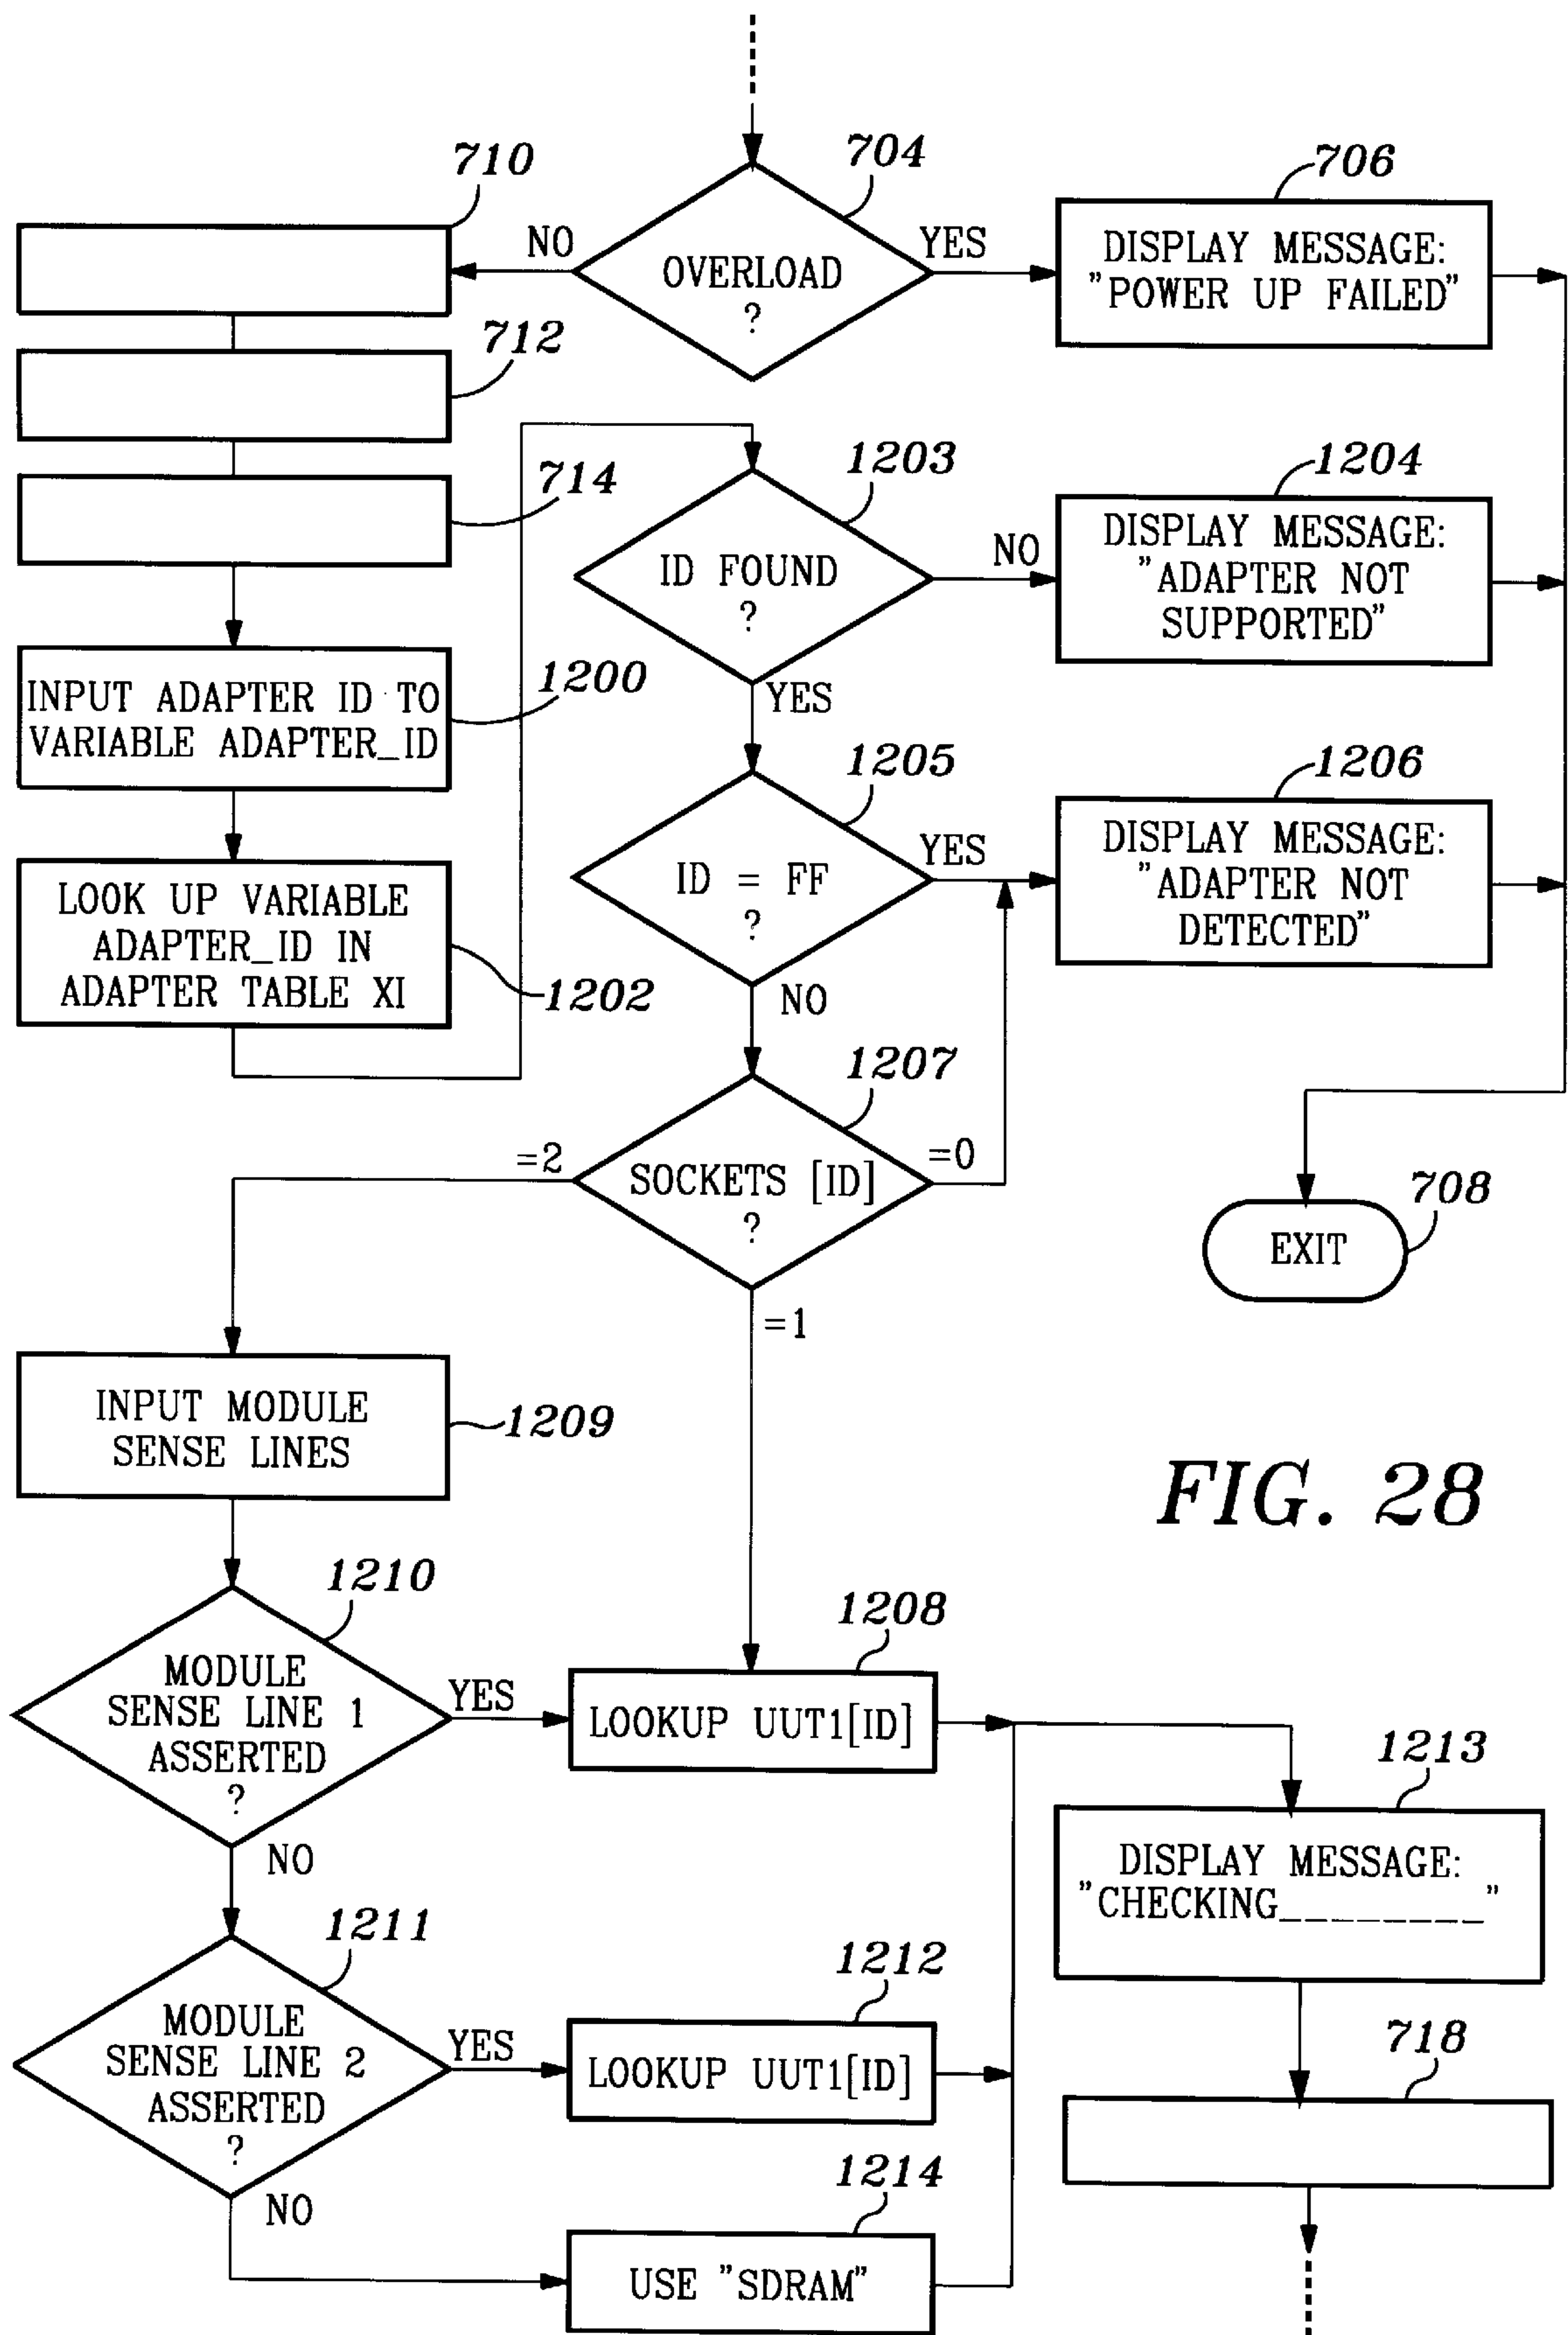 704
OVERLOAD
?
NO
YES
710
706
DISPLAY MESSAGE:
"POWER UP FAILED"
712
714
1203
ID FOUND
?
NO
YES
1204
DISPLAY MESSAGE:
"ADAPTER NOT
SUPPORTED"
1200
INPUT ADAPTER ID TO
VARIABLE ADAPTER_ID
1205
ID = FF
?
YES
NO
1206
DISPLAY MESSAGE:
"ADAPTER NOT
DETECTED"
LOOK UP VARIABLE
ADAPTER_ID IN
ADAPTER TABLE XI
1202
1207
SOCKETS [ID]
?
=2
=0
=1
708
EXIT
INPUT MODULE
SENSE LINES
1209
FIG. 28
1210
MODULE
SENSE LINE 1
ASSERTED
?
YES
NO
1208
LOOKUP UUT1[ID]
1213
DISPLAY MESSAGE:
"CHECKING________"
1211
MODULE
SENSE LINE 2
ASSERTED
?
YES
NO
1212
LOOKUP UUT1[ID]
718
1214
USE "SDRAM"